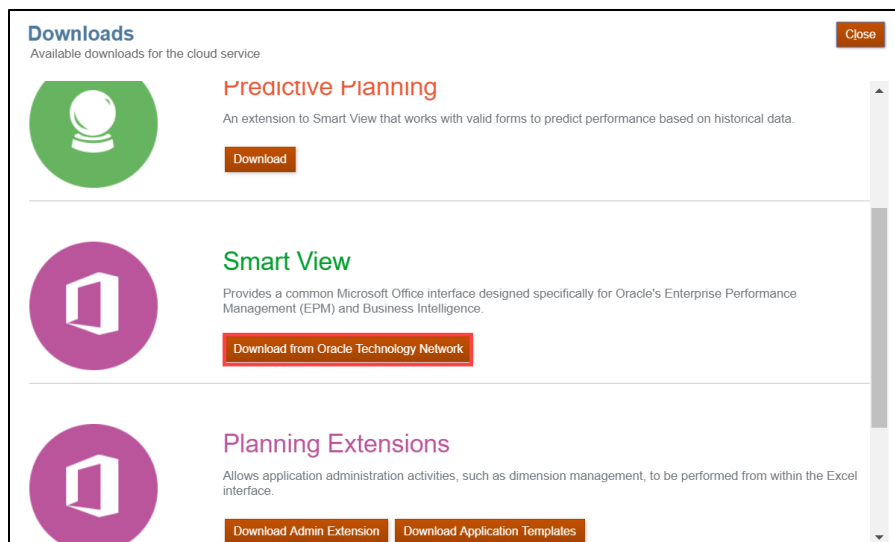 Downloads
Close
Available downloads for the cloud service
Predictive Planning
An extension to Smart View that works with valid forms to predict performance based on historical data.
Download
Smart View
Provides a common Microsoft Office interface designed specifically for Oracle's Enterprise Performance
Management (EPM) and Business Intelligence.
Download from Oracle Technology Network
Planning Extensions
Allows application administration activities, such as dimension management, to be performed from within the Excel
interface.
Download Admin Extension Download Application Templates